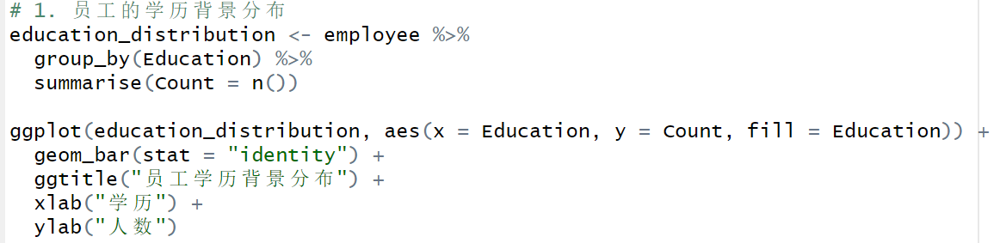 # 1. 员工的学历背景分布
education_distribution <- employee %>%
  group_by(Education) %>%
  summarise(Count = n())

ggplot(education_distribution, aes(x = Education, y = Count, fill = Education)) +
  geom_bar(stat = "identity") +
  ggtitle("员工学历背景分布") +
  xlab("学历") +
  ylab("人数")